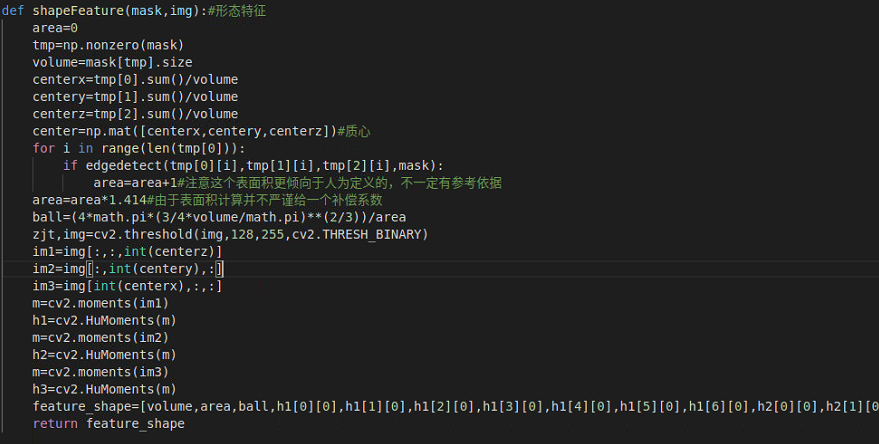 def shapeFeature(mask,img):#形态特征
    area=0
    tmp=np.nonzero(mask)
    volume=mask[tmp].size
    centerx=tmp[0].sum()/volume
    centery=tmp[1].sum()/volume
    centerz=tmp[2].sum()/volume
    center=np.mat([centerx,centery,centerz])#质心
    for i in range(len(tmp[0])):
        if edgedetect(tmp[0][i],tmp[1][i],tmp[2][i],mask):
            area=area+1#注意这个表面积更倾向于人为定义的，不一定有参考依据
    area=area*1.414#由于表面积计算并不严谨给一个补偿系数
    ball=(4*math.pi*(3/4*volume/math.pi)**(2/3))/area
    zjt,img=cv2.threshold(img,128,255,cv2.THRESH_BINARY)
    im1=img[:,:,int(centerz)]
    im2=img[:,int(centery),:]
    im3=img[int(centerx),:,:]
    m=cv2.moments(im1)
    h1=cv2.HuMoments(m)
    m=cv2.moments(im2)
    h2=cv2.HuMoments(m)
    m=cv2.moments(im3)
    h3=cv2.HuMoments(m)
    feature_shape=[volume,area,ball,h1[0][0],h1[1][0],h1[2][0],h1[3][0],h1[4][0],h1[5][0],h1[6][0],h2[0][0],h2[1][0
    return feature_shape